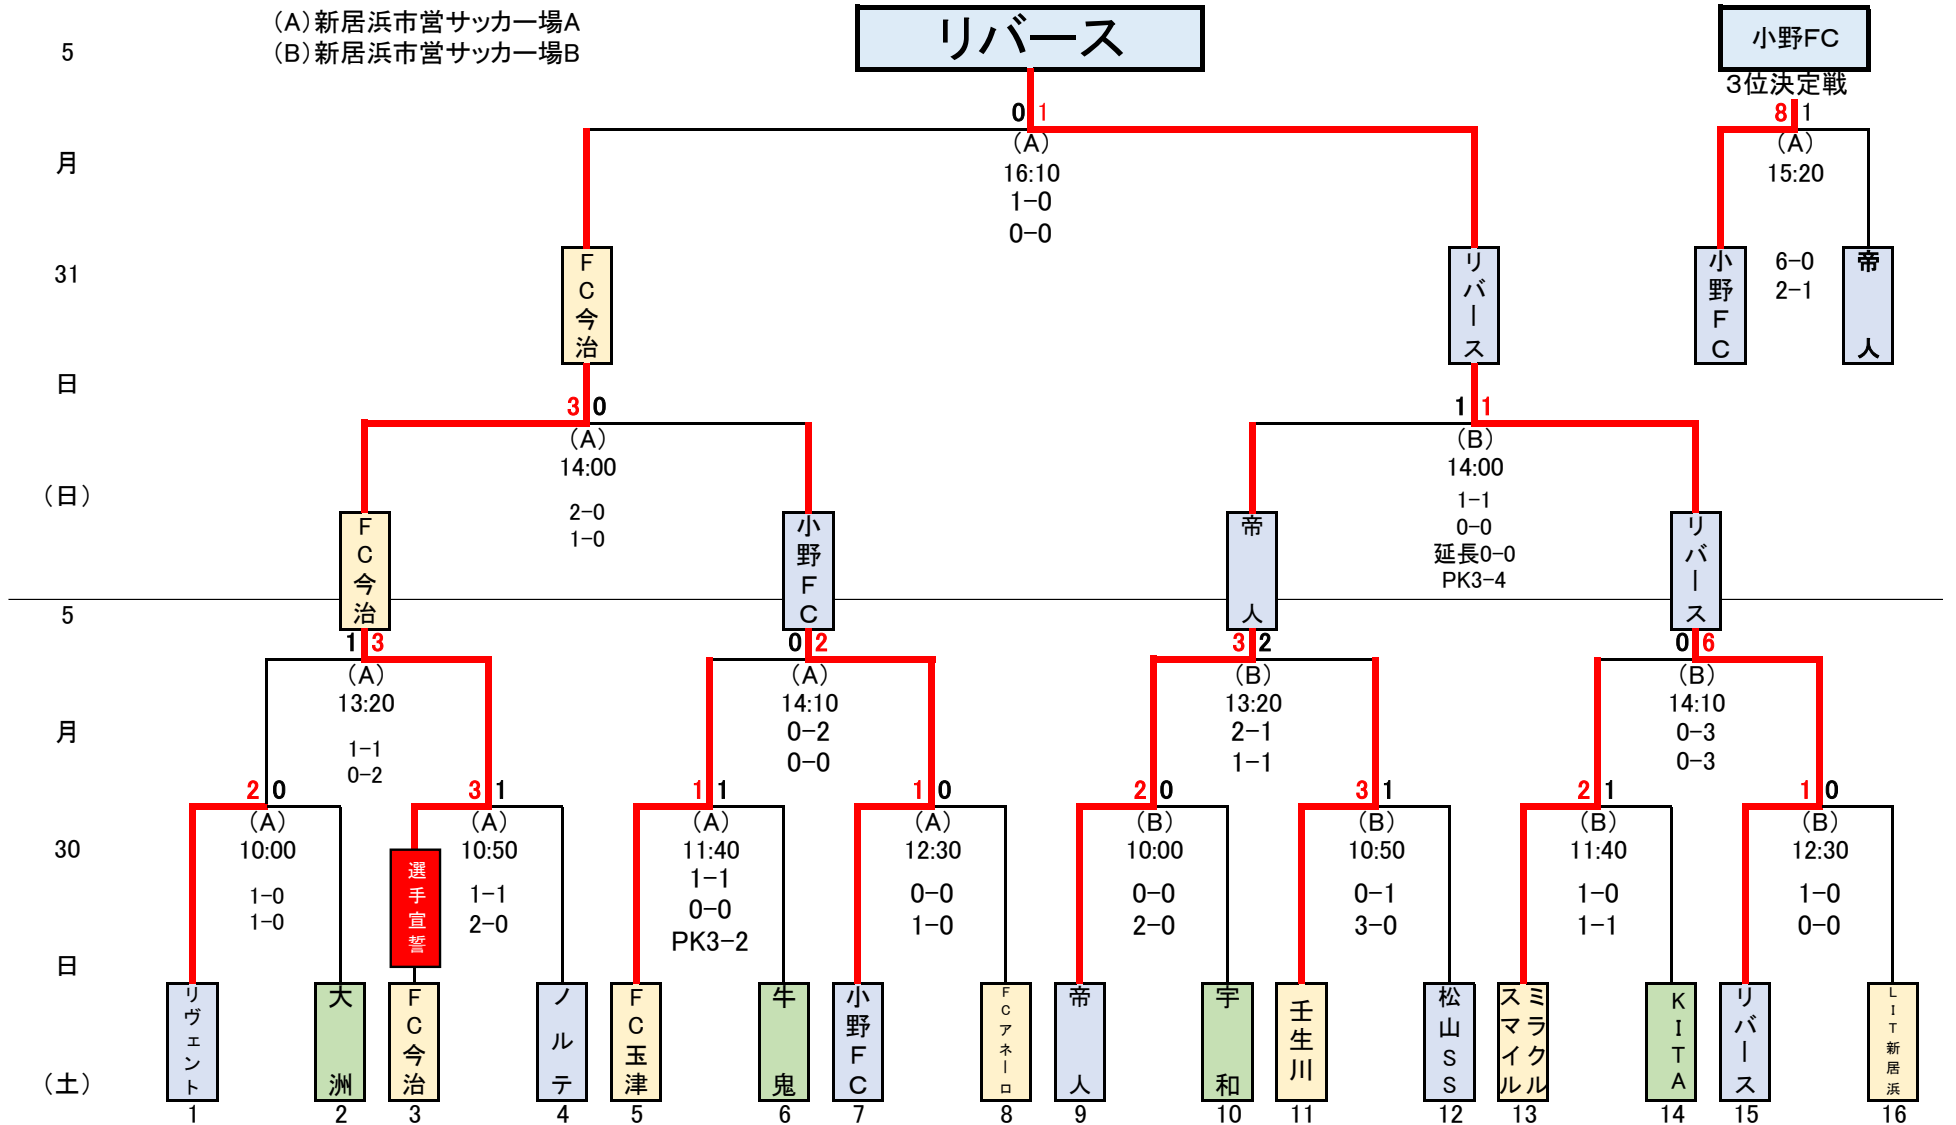 (A)新居浜市営サッカー場A
(B)新居浜市営サッカー場B
リバース
小野FC
3位決定戦
5
月
31
日
(日)
0 1
(A)
16:10
1-0
0-0
8 1
(A)
15:20
6-0
2-1
FC今治
リバース
小野FC
帝人
3 0
(A)
14:00
2-0
1-0
1 1
(B)
14:00
1-1
0-0
延長0-0
PK3-4
FC今治
小野FC
帝人
リバース
5
月
30
日
(土)
1 3
(A)
13:20
1-1
0-2
0 2
(A)
14:10
0-2
0-0
3 2
(B)
13:20
2-1
1-1
0 6
(B)
14:10
0-3
0-3
2 0
(A)
10:00
1-0
1-0
選手宣誓
3 1
(A)
10:50
1-1
2-0
1 1
(A)
11:40
1-1
0-0
PK3-2
1 0
(A)
12:30
0-0
1-0
2 0
(B)
10:00
0-0
2-0
3 1
(B)
10:50
0-1
3-0
2 1
(B)
11:40
1-0
1-1
1 0
(B)
12:30
1-0
0-0
リヴェント
大洲
FC今治
ノルテ
FC玉津
牛鬼
小野FC
FCアネーロ
帝人
宇和
壬生川
松山SS
ミラクル
スマイル
KITA
リバース
LIT新居浜
1 2 3 4 5 6 7 8 9 10 11 12 13 14 15 16